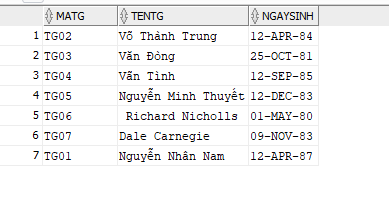 MATG TENTG NGAYSINH
1 TG02 Võ Thành Trung 12-APR-84
2 TG03 Văn Đòng 25-OCT-81
3 TG04 Văn Tình 12-SEP-85
4 TG05 Nguyễn Minh Thuyết 12-DEC-83
5 TG06 Richard Nicholls 01-MAY-80
6 TG07 Dale Carnegie 09-NOV-83
7 TG01 Nguyễn Nhân Nam 12-APR-87